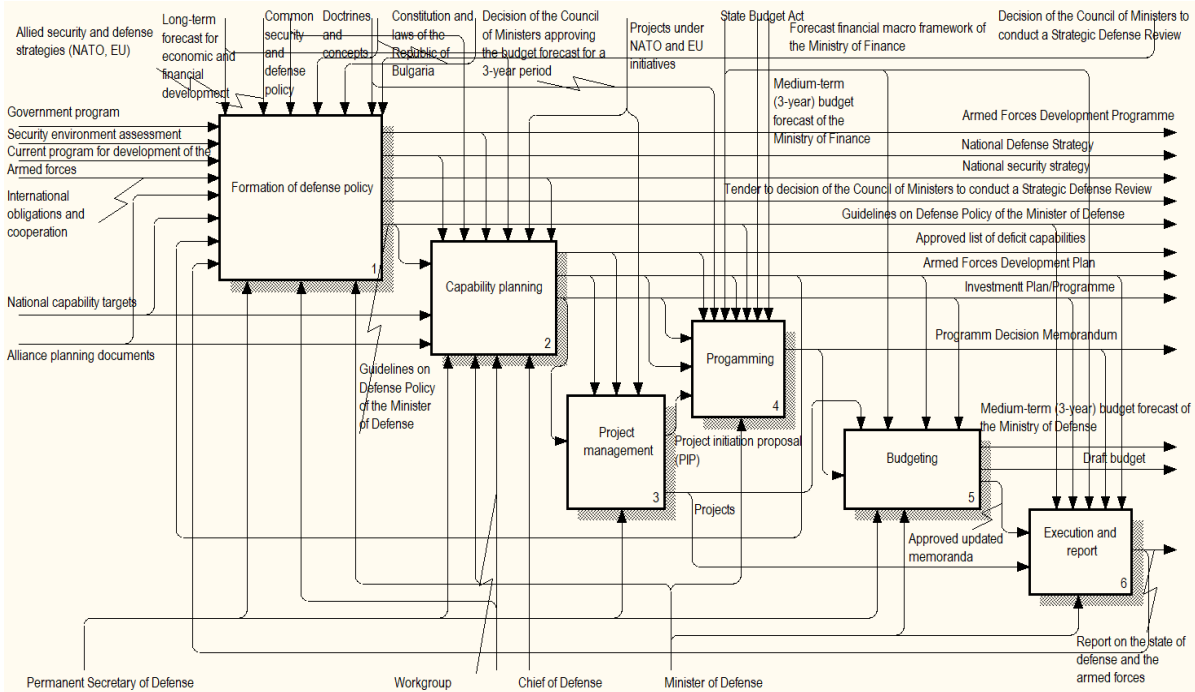 Allied security and defense
strategies (NATO, EU)
Long-term
forecast for
economic and
financial
development
Common
security
and
defense
policy
Doctrines
and
concepts
Constitution and
laws of the
Republic of
Bulgaria
Decision of the Council
of Ministers approving
the budget forecast for a
3-year period
Projects under
NATO and EU
initiatives
State Budget Act
Forecast financial macro framework of
the Ministry of Finance
Decision of the Council of Ministers to
conduct a Strategic Defense Review
Medium-term
(3-year) budget
forecast of the
Ministry of Finance
Government program
Security environment assessment
Current program for development of the
Armed forces
International
obligations and
cooperation
National capability targets
Alliance planning documents
Formation of defense policy
1
Capability planning
2
Project
management
3
Progamming
4
Budgeting
5
Execution and
report
6
Armed Forces Development Programme
National Defense Strategy
National security strategy
Tender to decision of the Council of Ministers to conduct a Strategic Defense Review
Guidelines on Defense Policy of the Minister of Defense
Approved list of deficit capabilities
Armed Forces Development Plan
Investmentt Plan/Programme
Programm Decision Memorandum
Guidelines on
Defense Policy
of the Minister
of Defense
Project initiation proposal
(PIP)
Projects
Medium-term (3-year) budget forecast of
the Ministry of Defense
Draft budget
Approved updated
memoranda
Report on the state of
defense and the
armed forces
Permanent Secretary of Defense
Workgroup
Chief of Defense
Minister of Defense